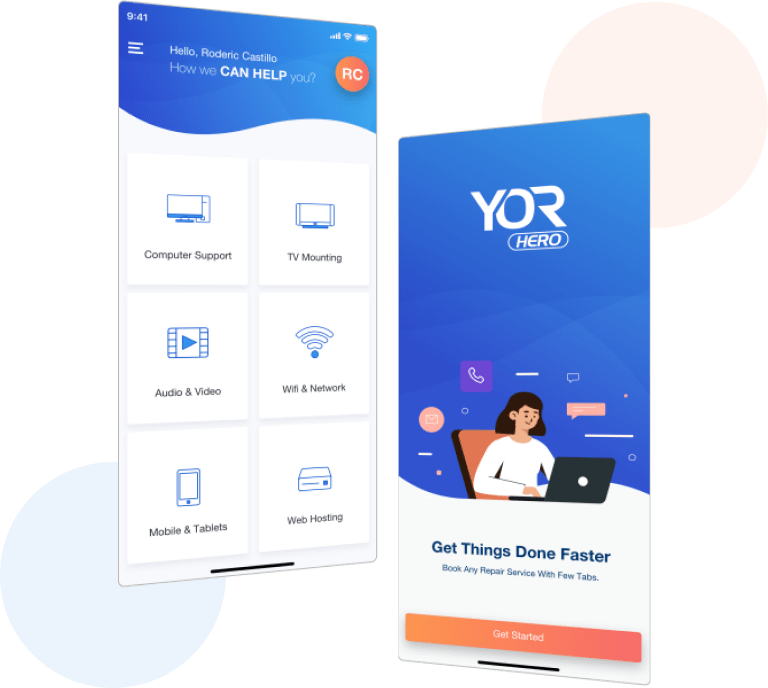 9:41
Hello, Roderic Castillo
How we CAN HELP you?
RC
Computer Support
TV Mounting
Audio & Video
Wifi & Network
Mobile & Tablets
Web Hosting
YOR
HERO
Get Things Done Faster
Book Any Repair Service With Few Tabs.
Get Started